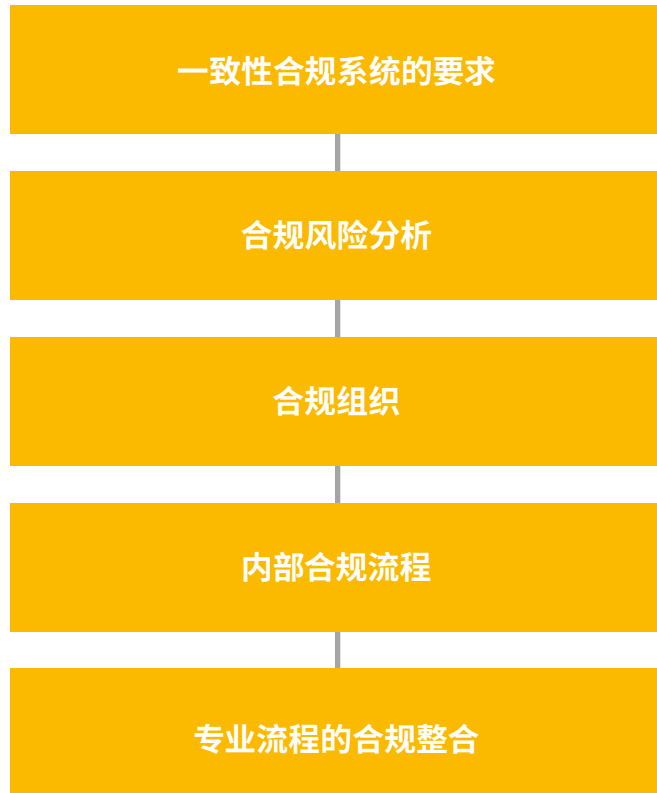 一致性合规系统的要求
合规风险分析
合规组织
内部合规流程
专业流程的合规整合